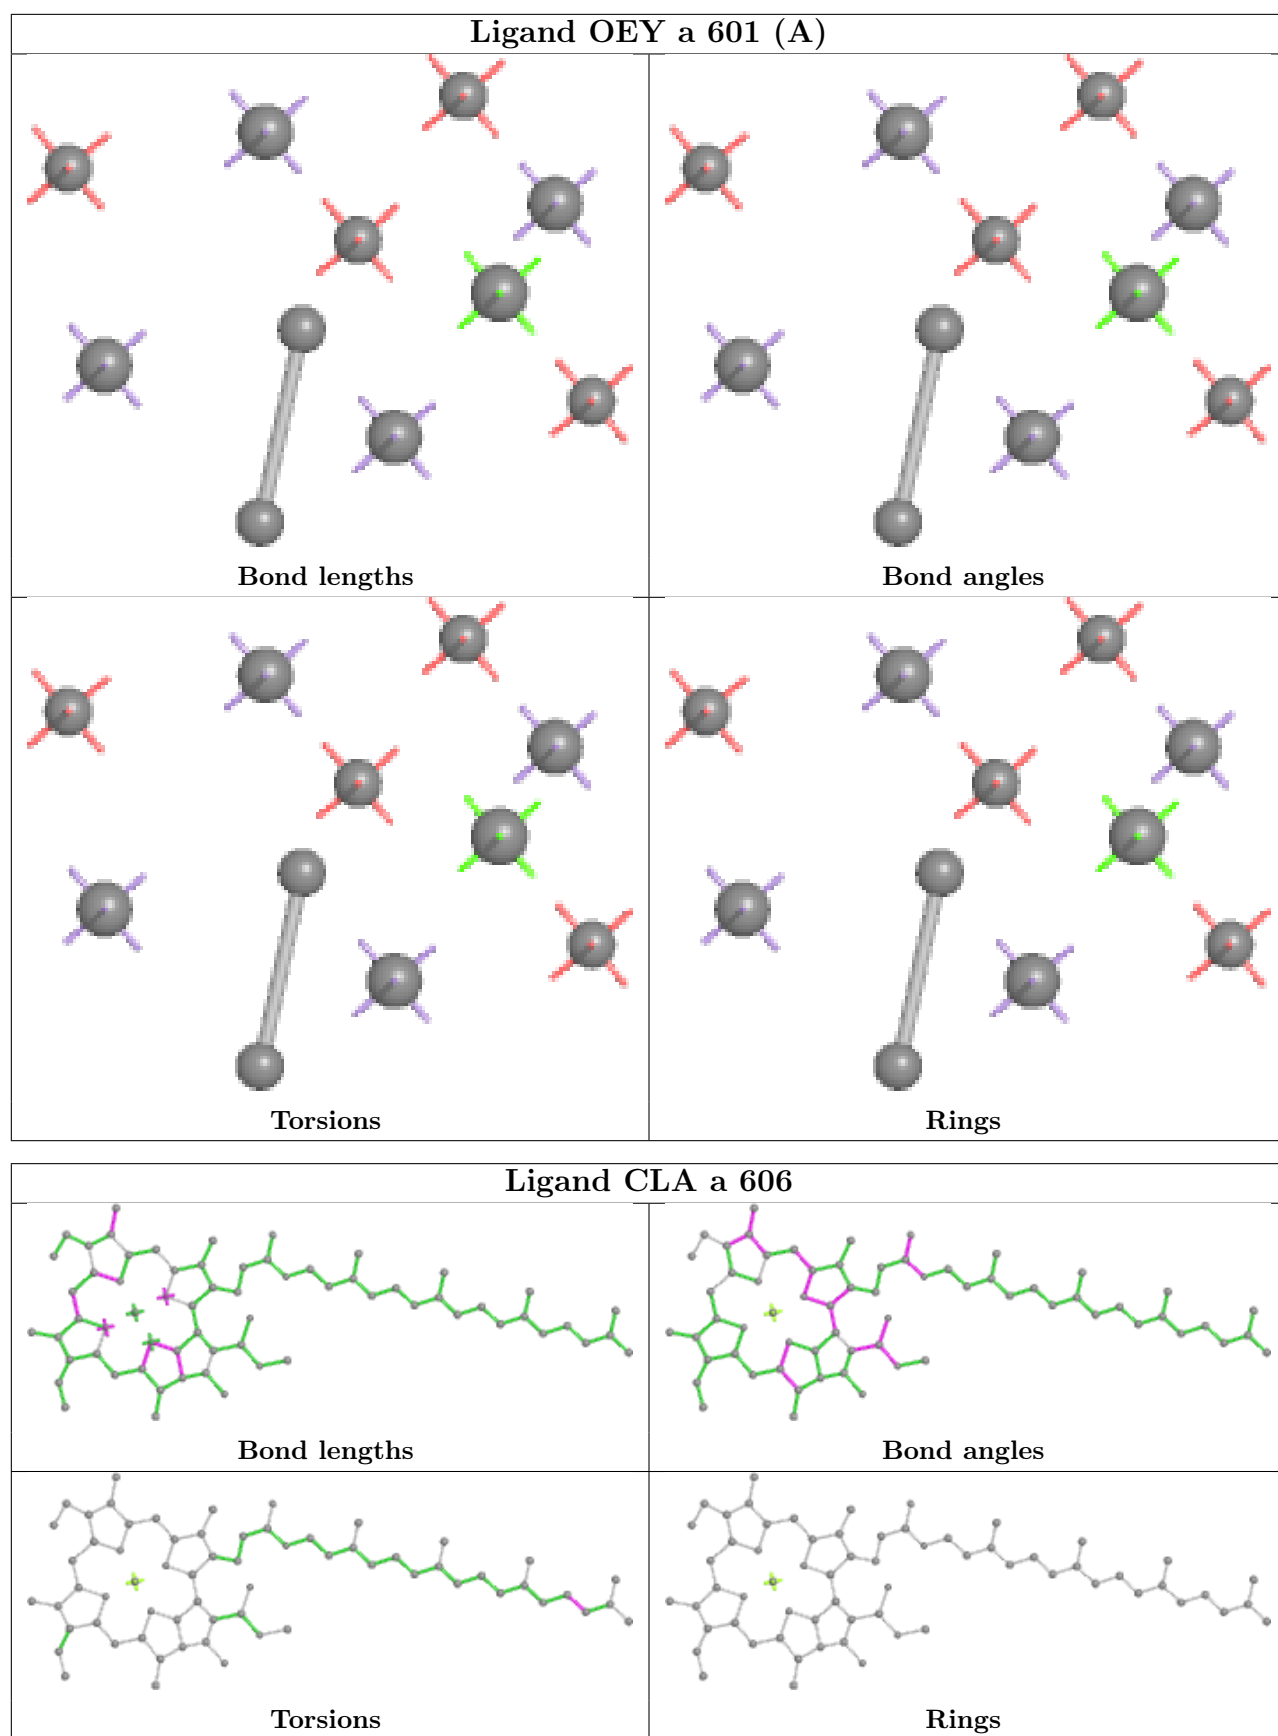 Ligand OEY a 601 (A)
Bond lengths
Bond angles
Torsions
Rings
Ligand CLA a 606
Bond lengths
Bond angles
Torsions
Rings